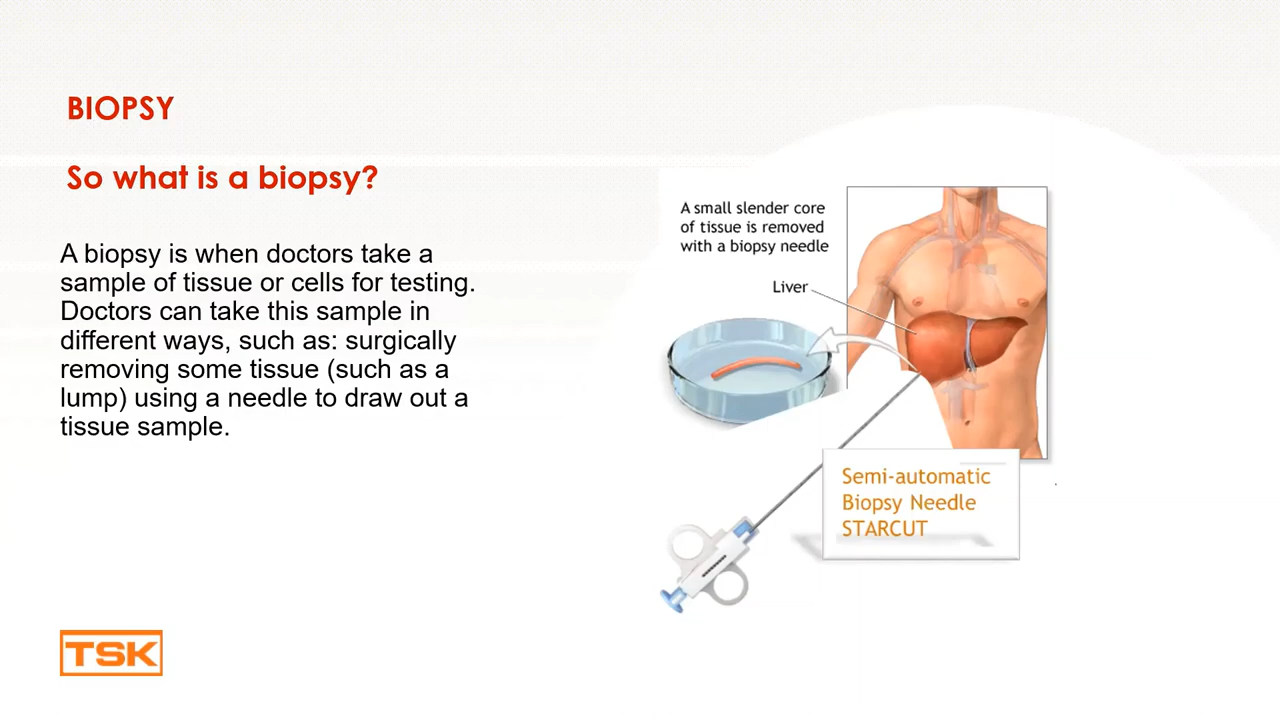 BIOPSY
So what is a biopsy?
A biopsy is when doctors take a
sample of tissue or cells for testing.
Doctors can take this sample in
different ways, such as: surgically
removing some tissue (such as a
lump) using a needle to draw out a
tissue sample.
A small slender core
of tissue is removed
with a biopsy needle
Liver
Semi-automatic
Biopsy Needle
STARCUT
TSK